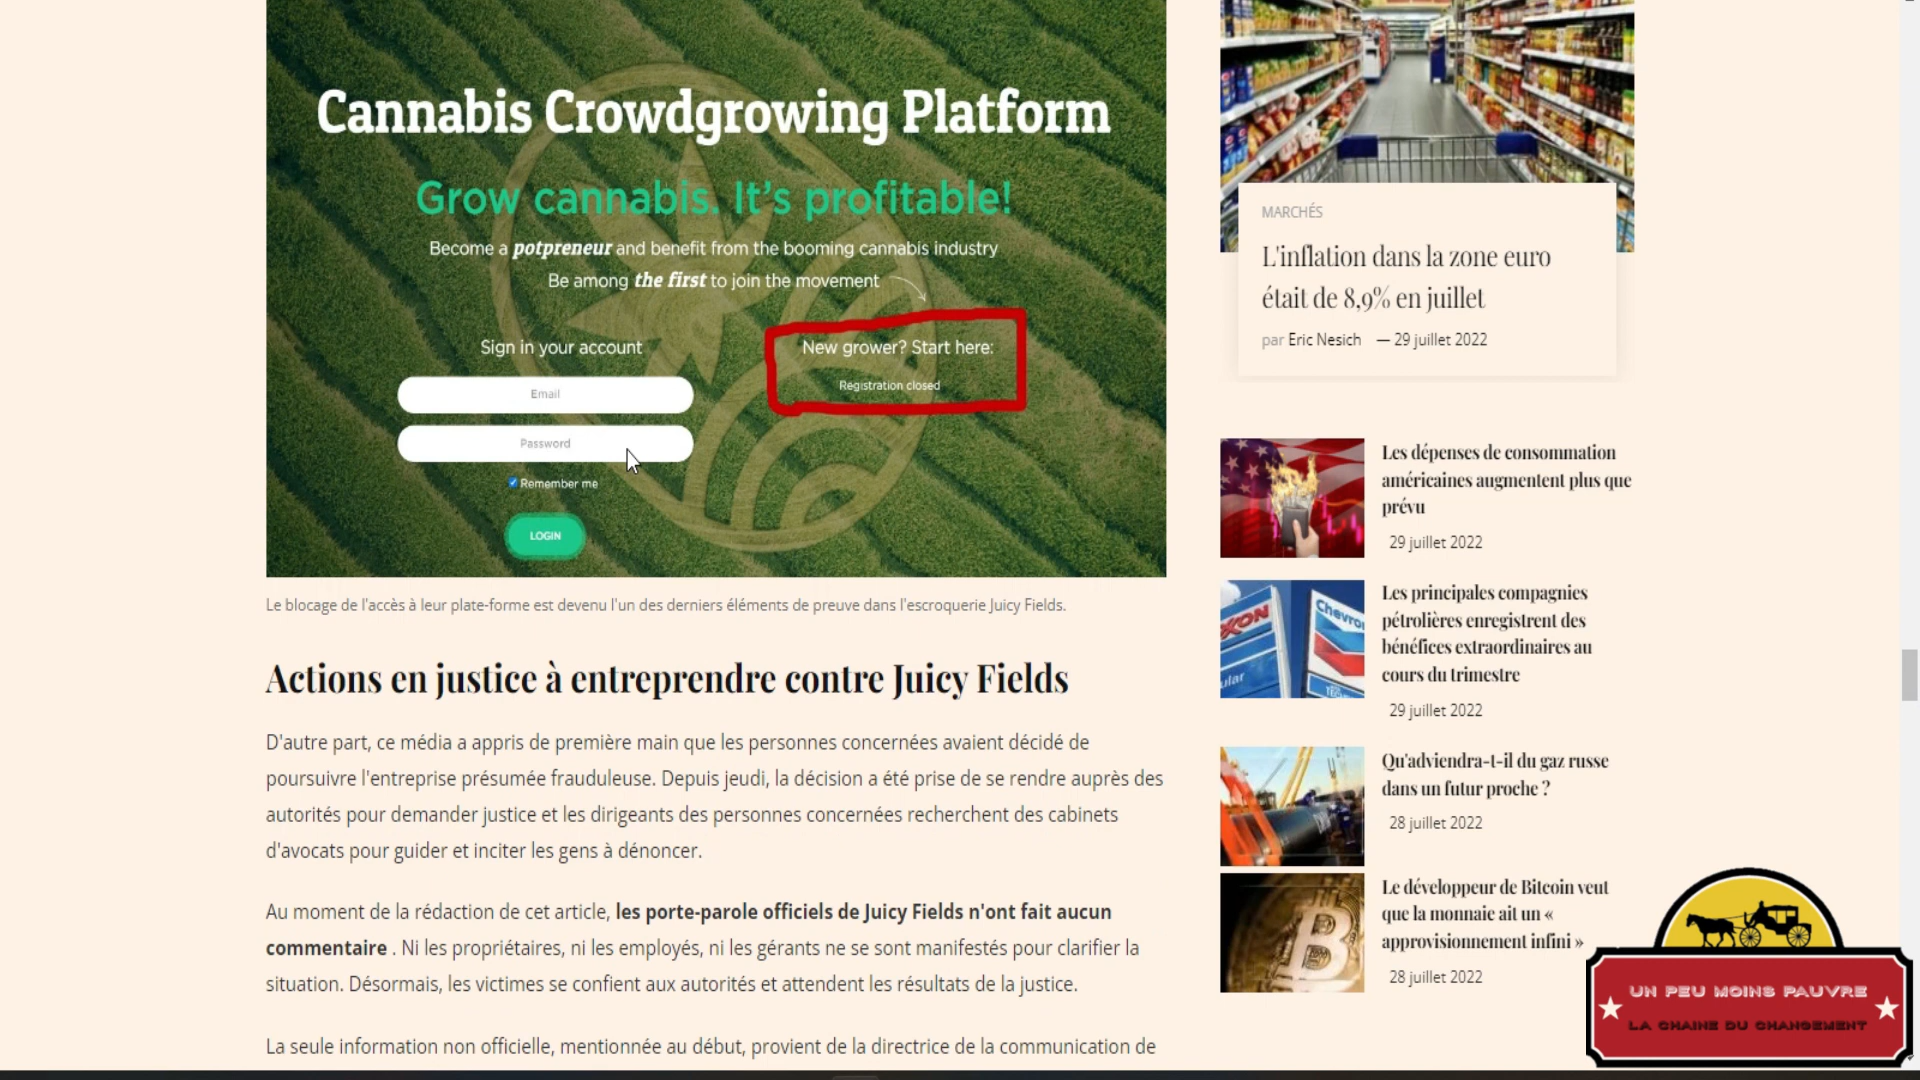 Cannabis Crowdgrowing Platform
Grow cannabis. It's profitable!
Become a potpreneur and benefit from the booming cannabis industry
Be among the first to join the movement
Sign in your account
Email
Password
Remember me
LOGIN
New grower? Start here:
Registration closed
Le blocage de l'accès à leur plate-forme est devenu l'un des derniers éléments de preuve dans l'escroquerie Juicy Fields.
Actions en justice à entreprendre contre Juicy Fields
D'autre part, ce média a appris de première main que les personnes concernées avaient décidé de
poursuivre l'entreprise présumée frauduleuse. Depuis jeudi, la décision a été prise de se rendre auprès des
autorités pour demander justice et les dirigeants des personnes concernées recherchent des cabinets
d'avocats pour guider et inciter les gens à dénoncer.
Au moment de la rédaction de cet article, les porte-parole officiels de Juicy Fields n'ont fait aucun
commentaire . Ni les propriétaires, ni les employés, ni les gérants ne se sont manifestés pour clarifier la
situation. Désormais, les victimes se confient aux autorités et attendent les résultats de la justice.
La seule information non officielle, mentionnée au début, provient de la directrice de la communication de
MARCHÉS
L'inflation dans la zone euro
était de 8,9% en juillet
par Eric Nesich — 29 juillet 2022
Les dépenses de consommation
américaines augmentent plus que
prévu
29 juillet 2022
XON
Chevron
ular
TECH
Les principales compagnies
pétrolières enregistrent des
bénéfices extraordinaires au
cours du trimestre
29 juillet 2022
Qu'adviendra-t-il du gaz russe
dans un futur proche ?
28 juillet 2022
Le développeur de Bitcoin veut
que la monnaie ait un «
approvisionnement infini »
28 juillet 2022
UN PEU MOINS PAUVRE
LA CHAINE DU CHANGEMENT